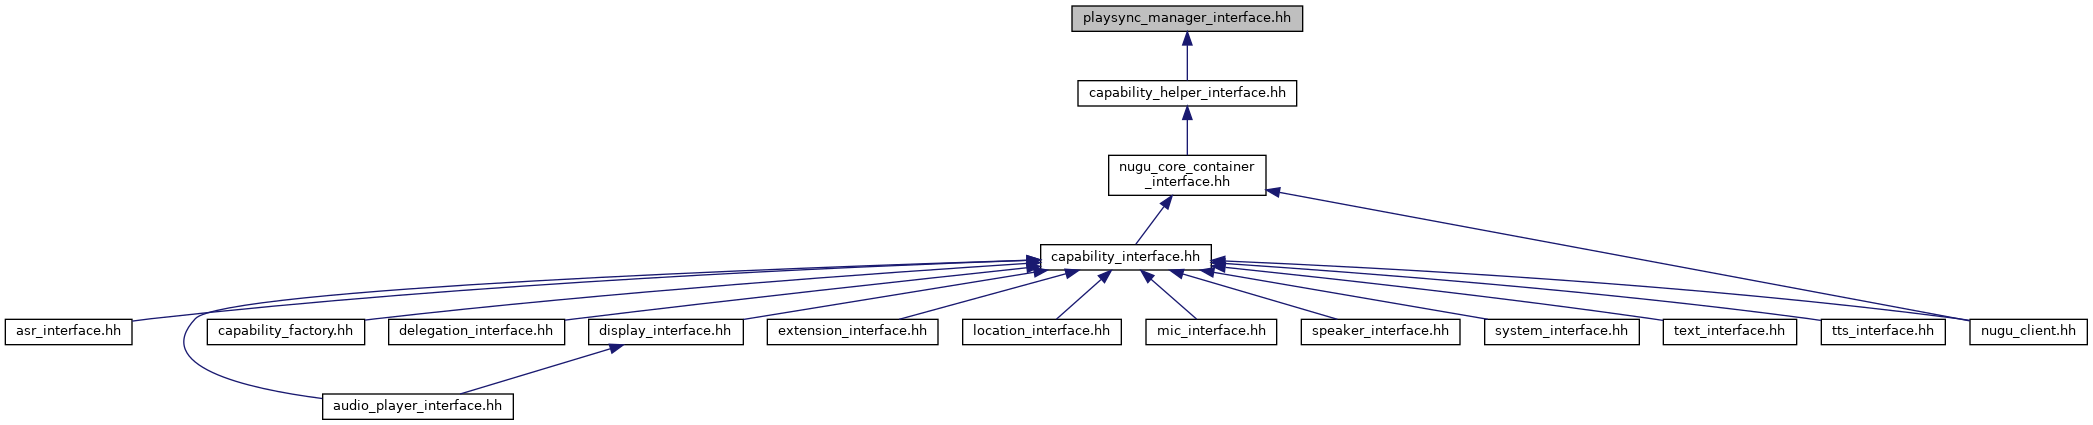 playsync_manager_interface.hh
capability_helper_interface.hh
nugu_core_container
_interface.hh
capability_interface.hh
asr_interface.hh
capability_factory.hh
delegation_interface.hh
display_interface.hh
extension_interface.hh
location_interface.hh
mic_interface.hh
speaker_interface.hh
system_interface.hh
text_interface.hh
tts_interface.hh
nugu_client.hh
audio_player_interface.hh